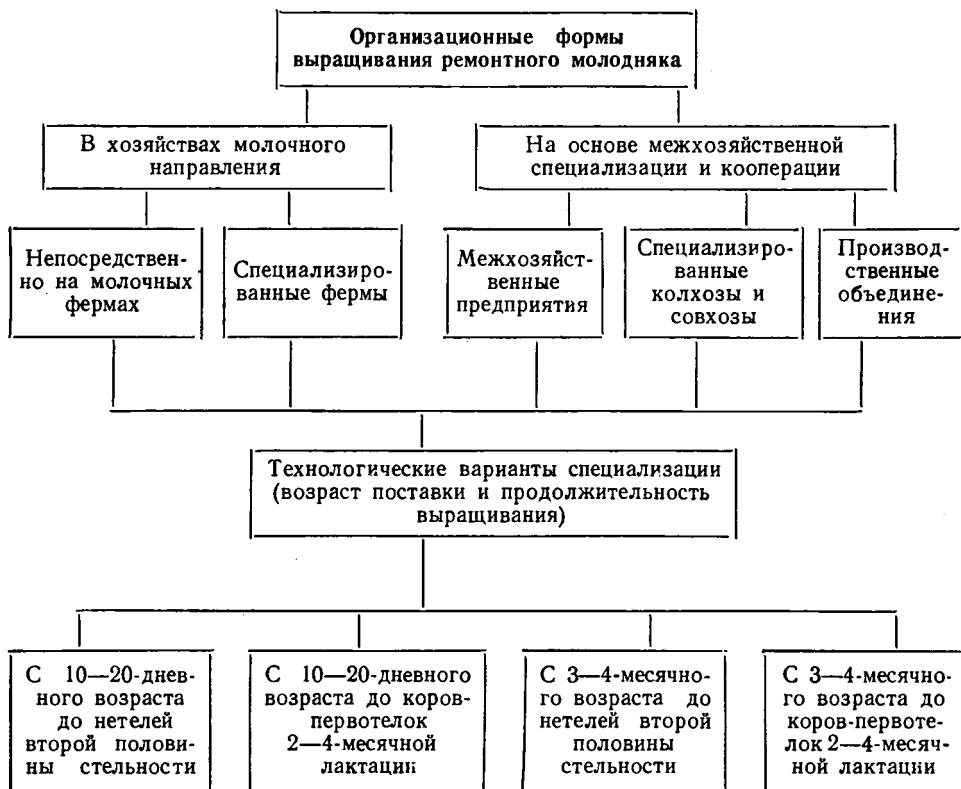 Организационные формы
выращивания ремонтного молодняка
В хозяйствах молочного
направления
На основе межхозяйственной
специализации и кооперации
Непосредствен-
но на молочных
фермах
Специализиро-
ванные фермы
Межхозяйст-
венные
предприятия
Специализиро-
ванные
колхозы и
совхозы
Производ-
ственные
объедине-
ния
Технологические варианты специализации
(возраст поставки и продолжительность
выращивания)
С 10—20-днев-
ного возраста
до нетелей
второй полови-
ны стельности
С 10—20-дневного
возраста до коров-
первотелок
2—4-месячной
лактации
С 3—4-месячно-
го возраста до
нетелей второй
половины
стельности
С 3—4-месячно-
го возраста до
коров-первоте-
лок 2—4-месяч-
ной лактации